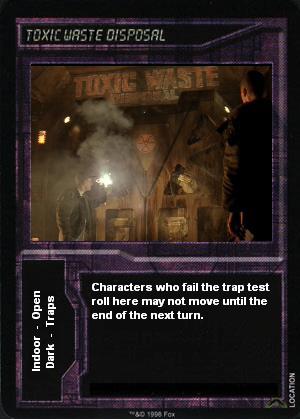 TOXIC WASTE DISPOSAL
TOXIC WASTE
Characters who fail the trap test
roll here may not move until the
end of the next turn.
Indoor - Open
Dark - Traps
LOCATION
™&© 1998 Fox